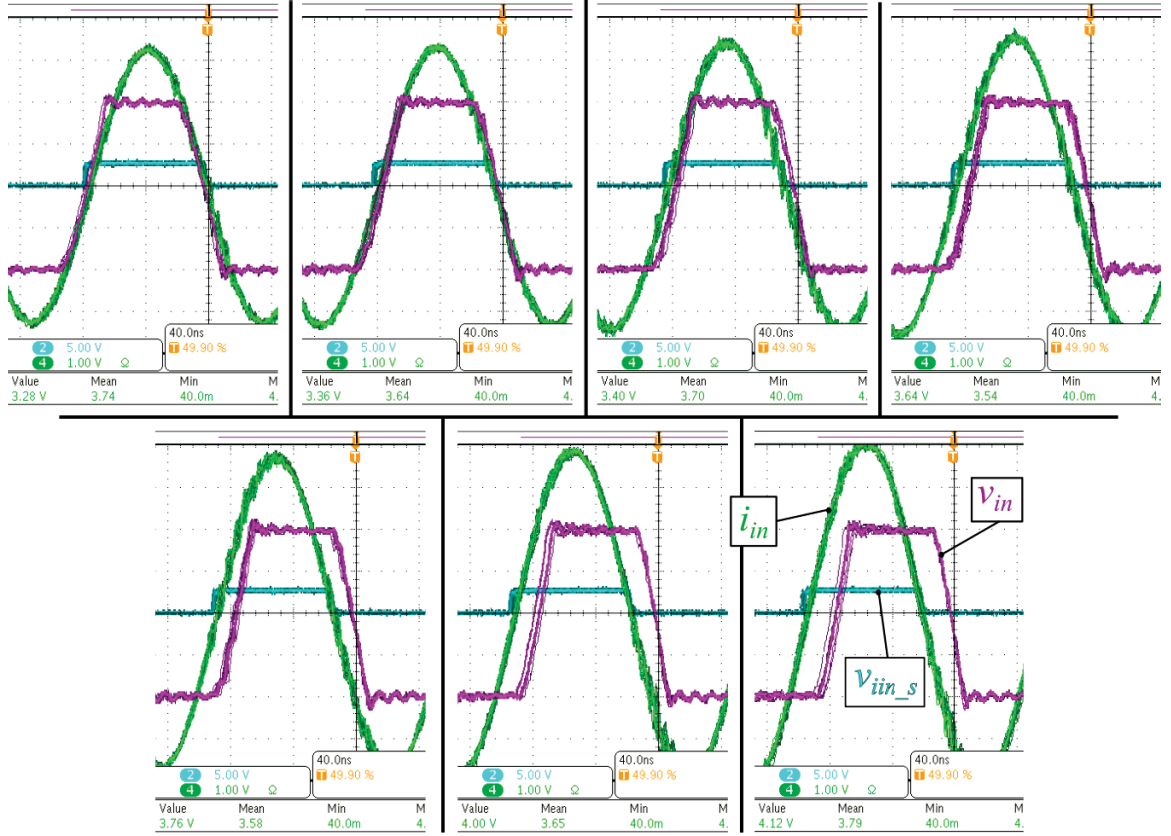 T
T
T
T
40.0ns
40.0ns
40.0ns
40.0ns
2 5.00 V T 49.90 %
2 5.00 V T 49.90 %
2 5.00 V T 49.90 %
2 5.00 V T 49.90 %
4 1.00 V Ω
4 1.00 V Ω
4 1.00 V Ω
4 1.00 V Ω
Value Mean Min M
Value Mean Min M
Value Mean Min M
Value Mean Min M
3.28 V 3.74 40.0m 4.
3.36 V 3.64 40.0m 4.
3.40 V 3.70 40.0m 4.
3.64 V 3.54 40.0m 4.
T
T
T
i_in
v_in
v_iin_s
40.0ns
40.0ns
40.0ns
2 5.00 V T 49.90 %
2 5.00 V T 49.90 %
2 5.00 V T 49.90 %
4 1.00 V Ω
4 1.00 V Ω
4 1.00 V Ω
Value Mean Min M
Value Mean Min M
Value Mean Min M
3.76 V 3.58 40.0m 4.
4.00 V 3.65 40.0m 4.
4.12 V 3.79 40.0m 4.